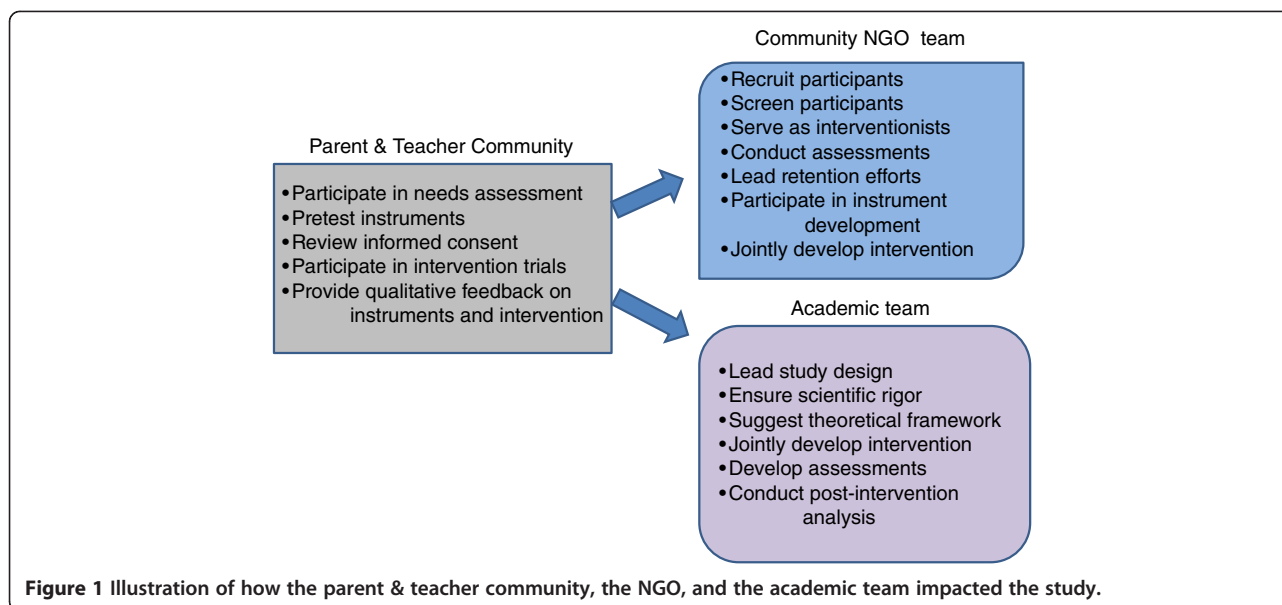 Community NGO team
•Recruit participants
•Screen participants
•Serve as interventionists
•Conduct assessments
•Lead retention efforts
•Participate in instrument
development
•Jointly develop intervention
Parent & Teacher Community
•Participate in needs assessment
•Pretest instruments
•Review informed consent
•Participate in intervention trials
•Provide qualitative feedback on
instruments and intervention
Academic team
•Lead study design
•Ensure scientific rigor
•Suggest theoretical framework
•Jointly develop intervention
•Develop assessments
•Conduct post-intervention
analysis
Figure 1 Illustration of how the parent & teacher community, the NGO, and the academic team impacted the study.